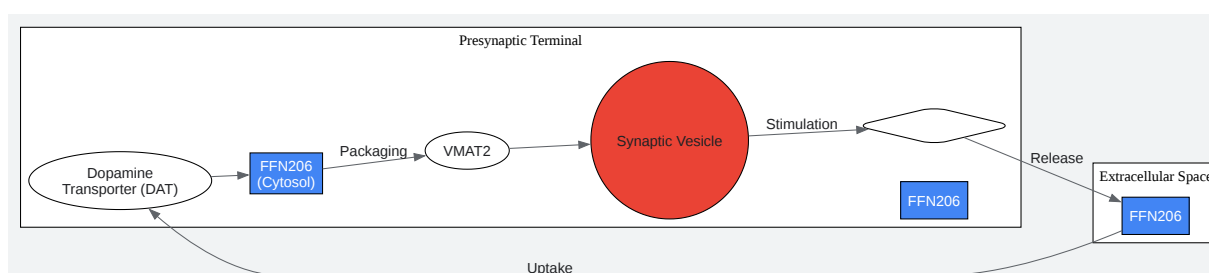 Presynaptic Terminal
Dopamine
Transporter (DAT)
FFN206
(Cytosol)
Packaging
VMAT2
Synaptic Vesicle
Stimulation
FFN206
Release
Extracellular Space
FFN206
Uptake